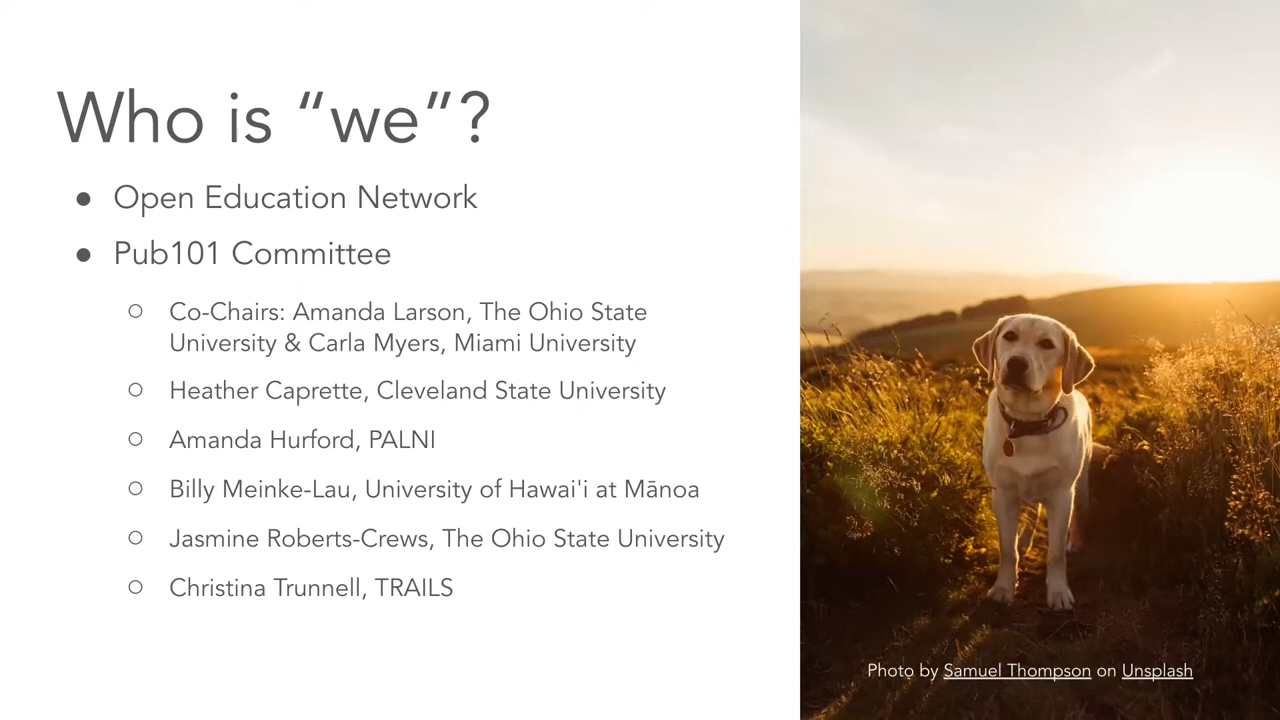 Who is “we”?
● Open Education Network
● Pub101 Committee
○ Co-Chairs: Amanda Larson, The Ohio State
University & Carla Myers, Miami University
○ Heather Caprette, Cleveland State University
○ Amanda Hurford, PALNI
○ Billy Meinke-Lau, University of Hawai'i at Mānoa
○ Jasmine Roberts-Crews, The Ohio State University
○ Christina Trunnell, TRAILS
Photo by Samuel Thompson on Unsplash